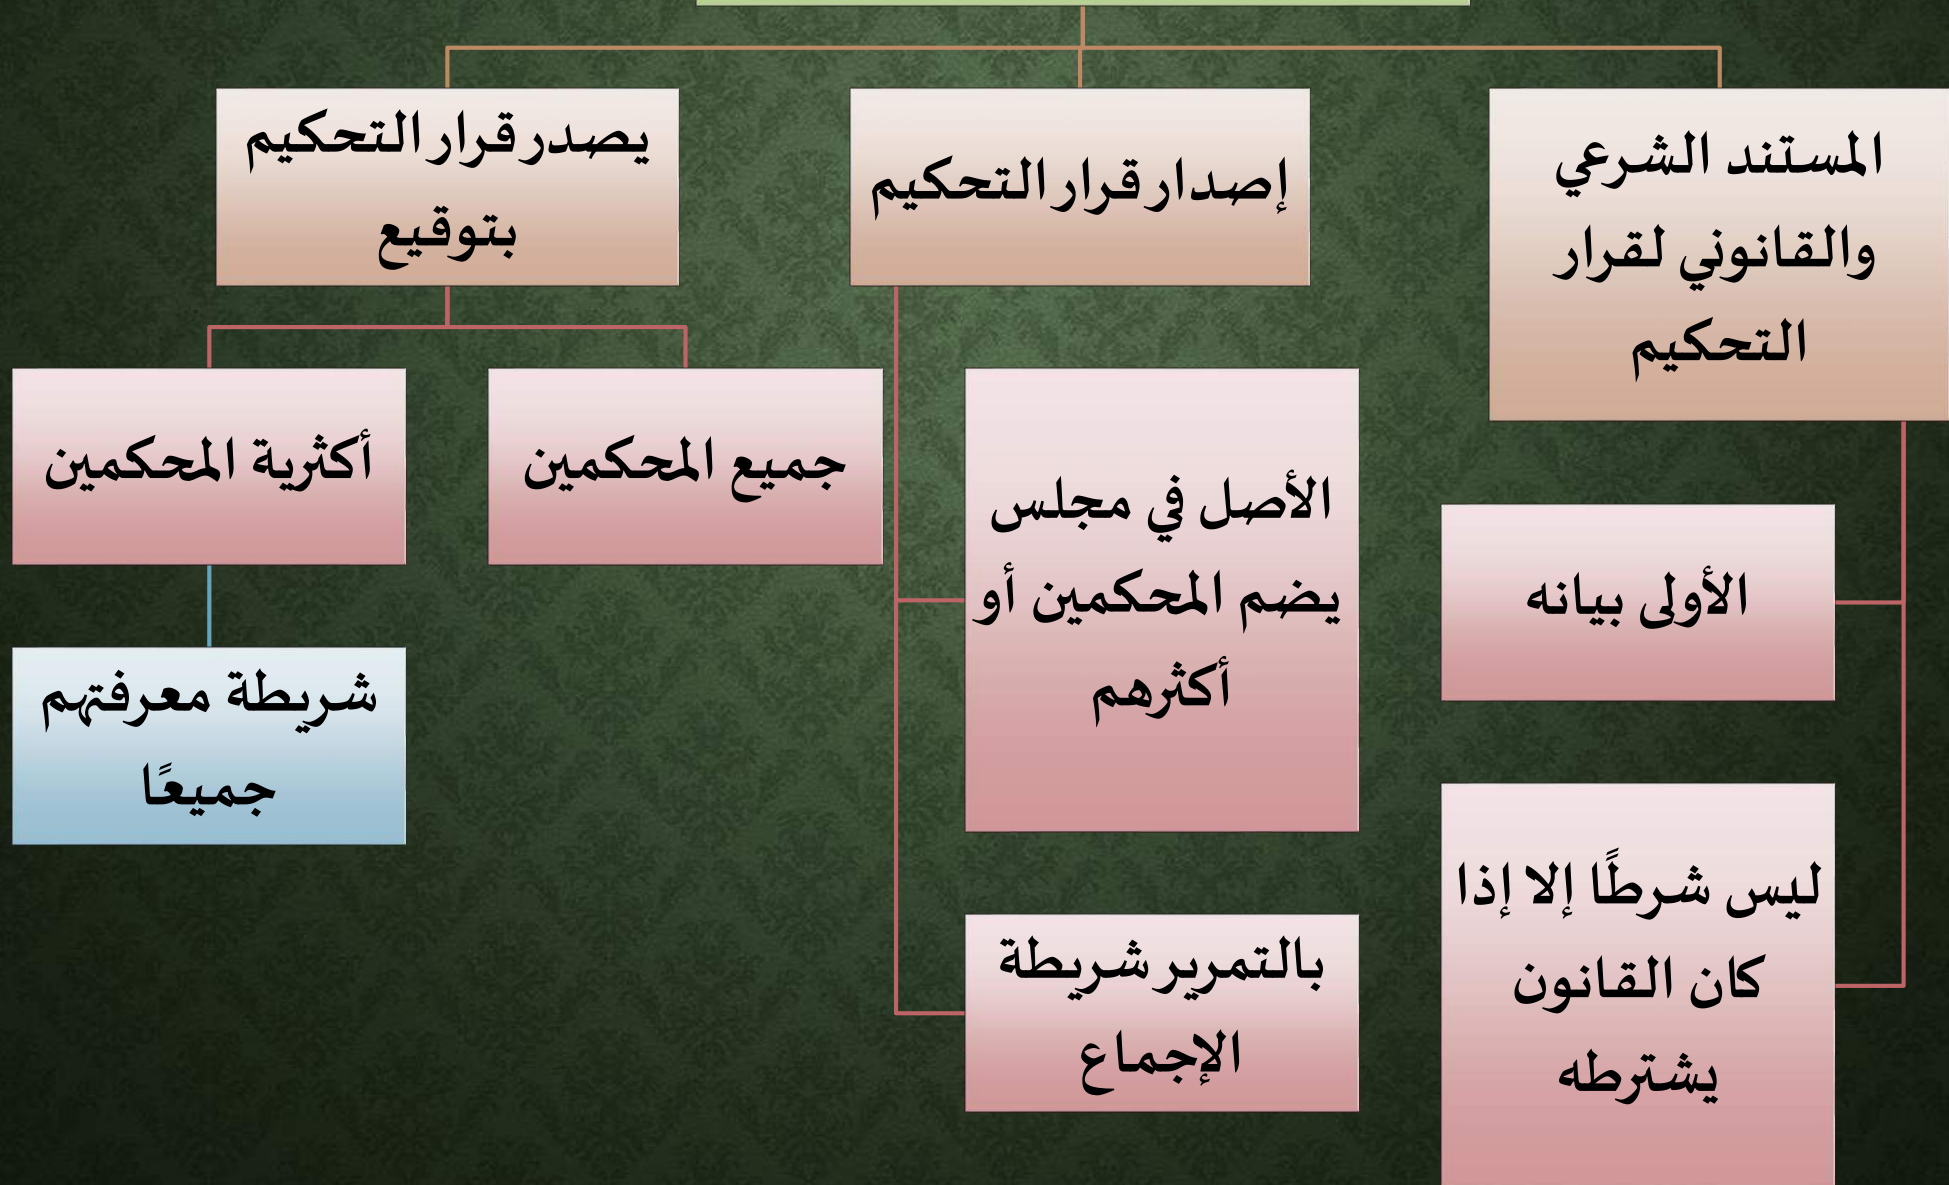 المستند الشرعي
والقانوني لقرار
التحكيم
الأولى بيانه
ليس شرطًا إلا إذا
كان القانون
يشترطه
إصدار قرار التحكيم
الأصل في مجلس
يضم المحكمين أو
أكثرهم
بالتمرير شريطة
الإجماع
يصدر قرار التحكيم
بتوقيع
جميع المحكمين
أكثرية المحكمين
شريطة معرفتهم
جميعًا